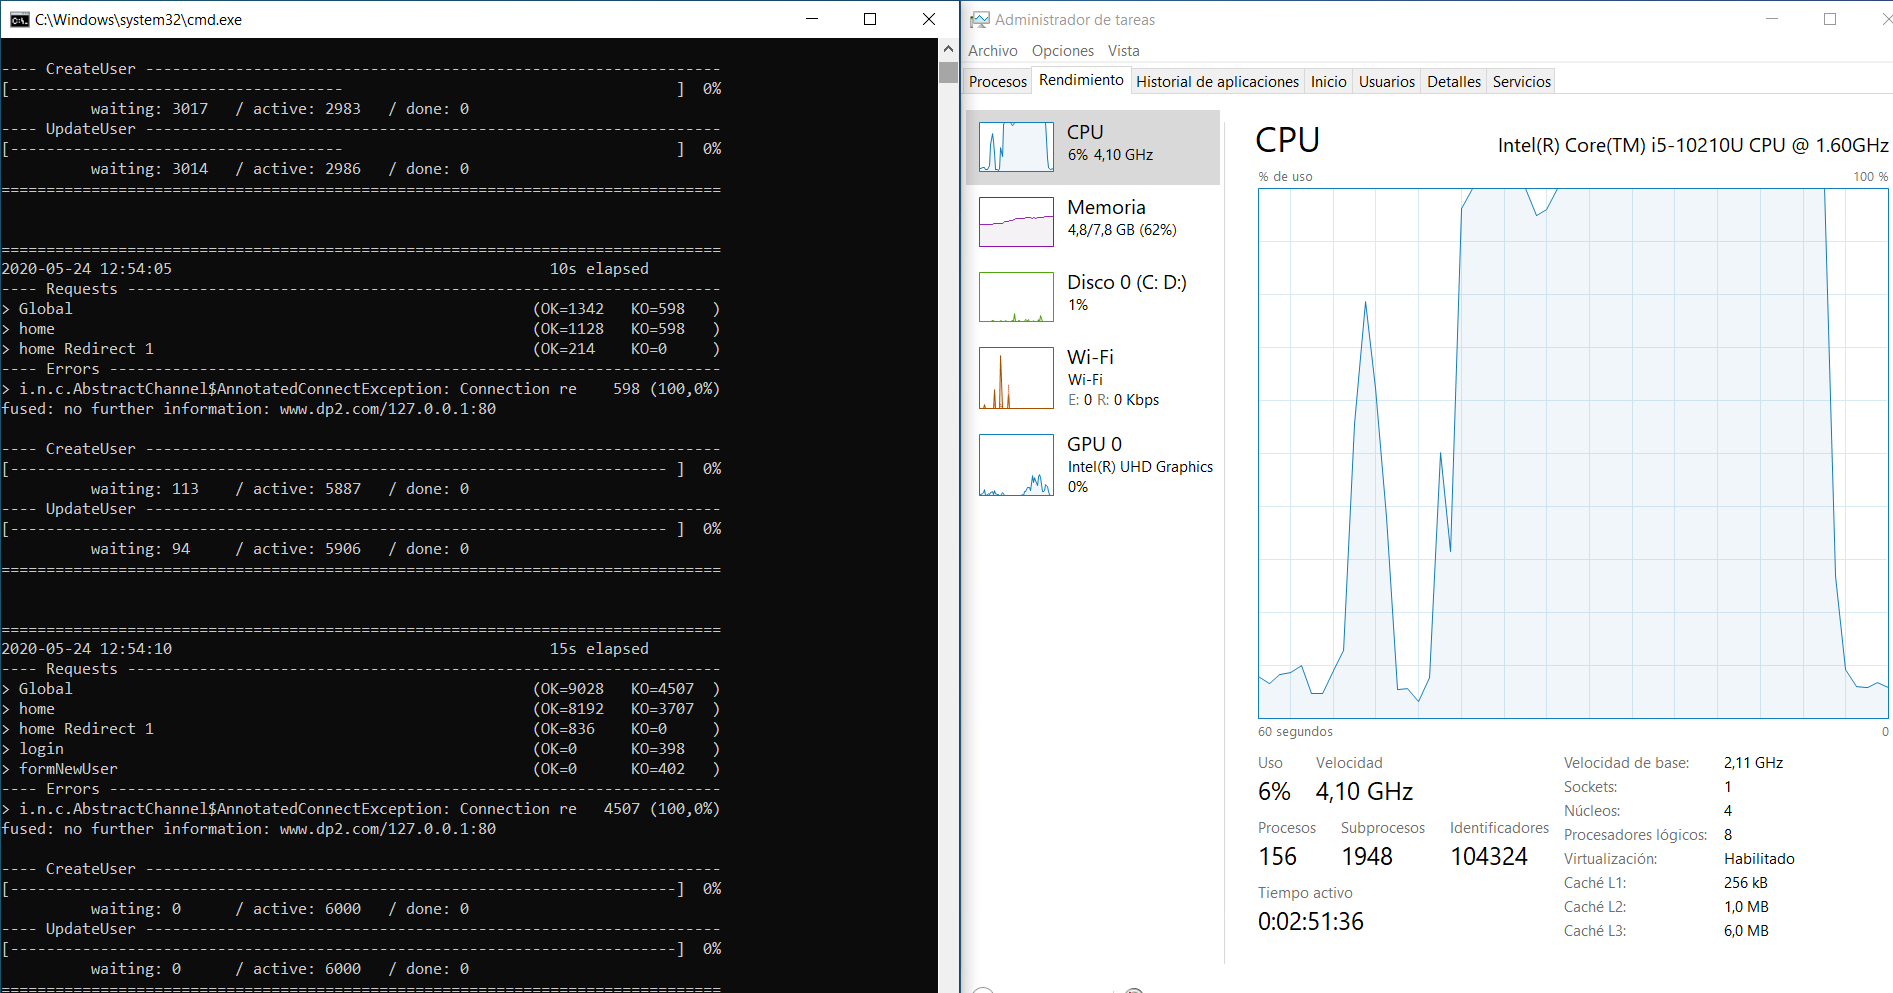 C:\Windows\system32\cmd.exe
---- CreateUser ----------------------------------------------------------------
[-------------------------------------                                     ]  0%
          waiting: 3017   / active: 2983   / done: 0
---- UpdateUser ----------------------------------------------------------------
[-------------------------------------                                     ]  0%
          waiting: 3014   / active: 2986   / done: 0
================================================================================
================================================================================
2020-05-24 12:54:05                                          10s elapsed
---- Requests ------------------------------------------------------------------
> Global                                                   (OK=1342   KO=598   )
> home                                                     (OK=1128   KO=598   )
> home Redirect 1                                          (OK=214    KO=0     )
---- Errors --------------------------------------------------------------------
> i.n.c.AbstractChannel$AnnotatedConnectException: Connection re    598 (100,0%)
fused: no further information: www.dp2.com/127.0.0.1:80
---- CreateUser ----------------------------------------------------------------
[------------------------------------------------------------------------- ]  0%
          waiting: 113    / active: 5887   / done: 0
---- UpdateUser ----------------------------------------------------------------
[------------------------------------------------------------------------- ]  0%
          waiting: 94     / active: 5906   / done: 0
================================================================================
================================================================================
2020-05-24 12:54:10                                          15s elapsed
---- Requests ------------------------------------------------------------------
> Global                                                   (OK=9028   KO=4507  )
> home                                                     (OK=8192   KO=3707  )
> home Redirect 1                                          (OK=836    KO=0     )
> login                                                    (OK=0      KO=398   )
> formNewUser                                              (OK=0      KO=402   )
---- Errors --------------------------------------------------------------------
> i.n.c.AbstractChannel$AnnotatedConnectException: Connection re   4507 (100,0%)
fused: no further information: www.dp2.com/127.0.0.1:80
---- CreateUser ----------------------------------------------------------------
[--------------------------------------------------------------------------]  0%
          waiting: 0      / active: 6000   / done: 0
---- UpdateUser ----------------------------------------------------------------
[--------------------------------------------------------------------------]  0%
          waiting: 0      / active: 6000   / done: 0
================================================================================
Administrador de tareas
Archivo Opciones Vista
Procesos Rendimiento Historial de aplicaciones Inicio Usuarios Detalles Servicios
CPU
6% 4,10 GHz
Memoria
4,8/7,8 GB (62%)
Disco 0 (C: D:)
1%
Wi-Fi
Wi-Fi
E: 0 R: 0 Kbps
GPU 0
Intel(R) UHD Graphics
0%
CPU Intel(R) Core(TM) i5-10210U CPU @ 1.60GHz
% de uso 100 %
60 segundos 0
Uso Velocidad
6% 4,10 GHz
Procesos Subprocesos Identificadores
156 1948 104324
Tiempo activo
0:02:51:36
Velocidad de base: 2,11 GHz
Sockets: 1
Núcleos: 4
Procesadores lógicos: 8
Virtualización: Habilitado
Caché L1: 256 kB
Caché L2: 1,0 MB
Caché L3: 6,0 MB